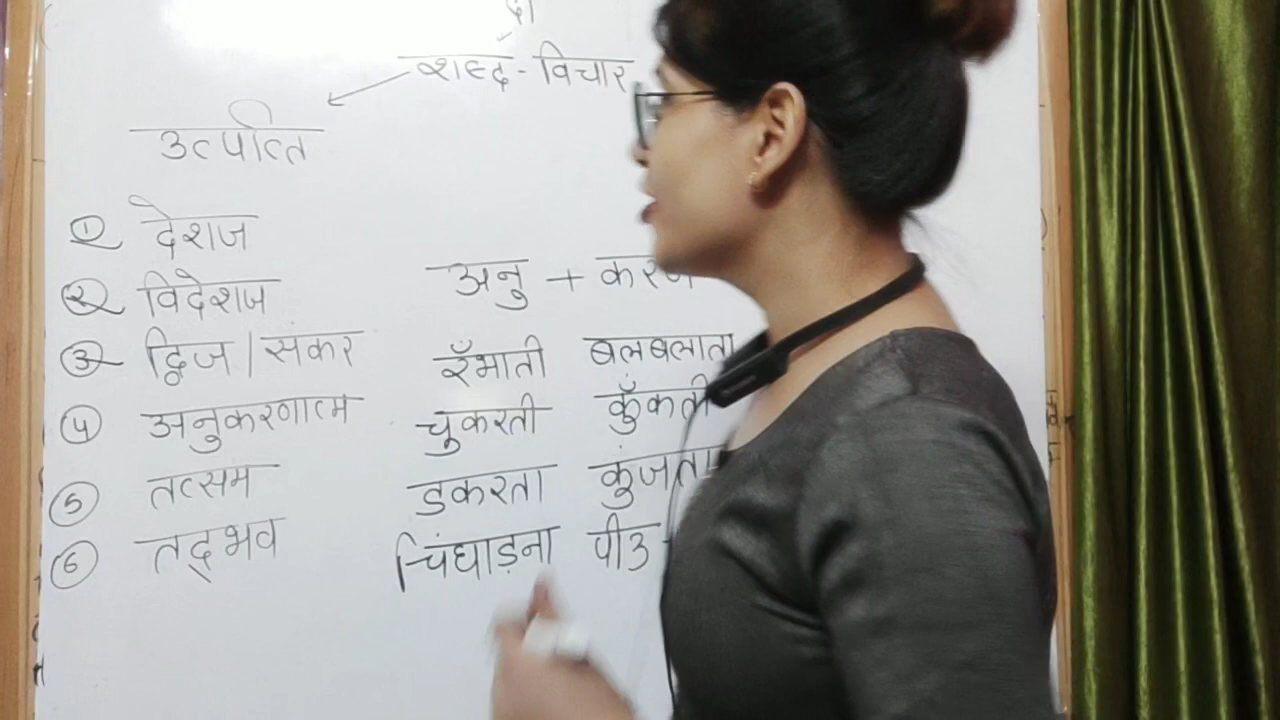 शब्द-विचार
उत्पत्ति
① देशज
② विदेशज
③ द्विज/संकर
④ अनुकरणात्म
⑤ तत्सम
⑥ तद्भव
अनु + करण
रँभाती बलबलाता
चुकरती कुँकती
डकरता कुंजता
चिंघाड़ना पीउ